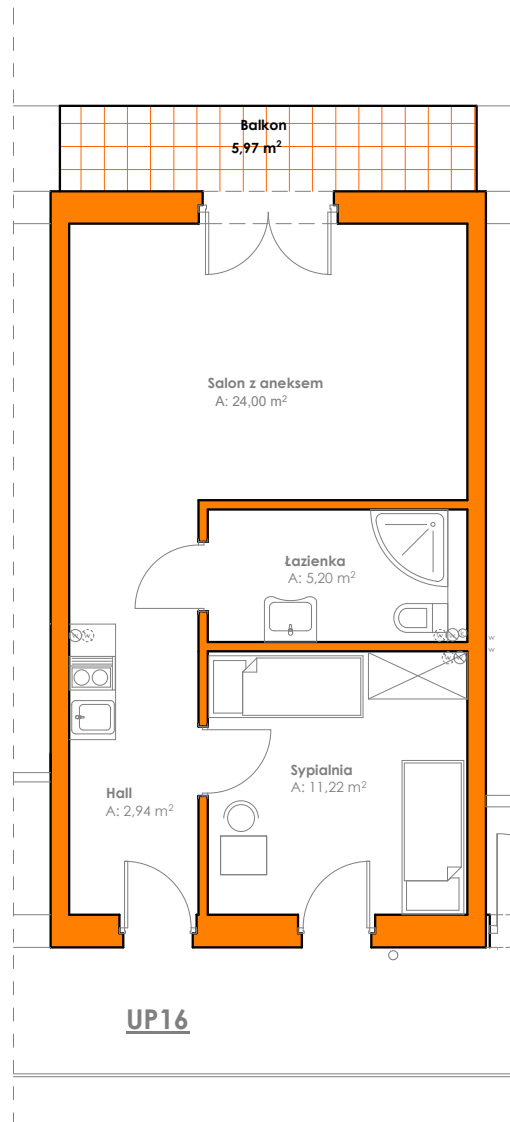 Balkon
5,97 m²
Salon z aneksem
A: 24,00 m²
Łazienka
A: 5,20 m²
w w
w w w
w
w
w w
Sypialnia
A: 11,22 m²
Hall
A: 2,94 m²
UP16